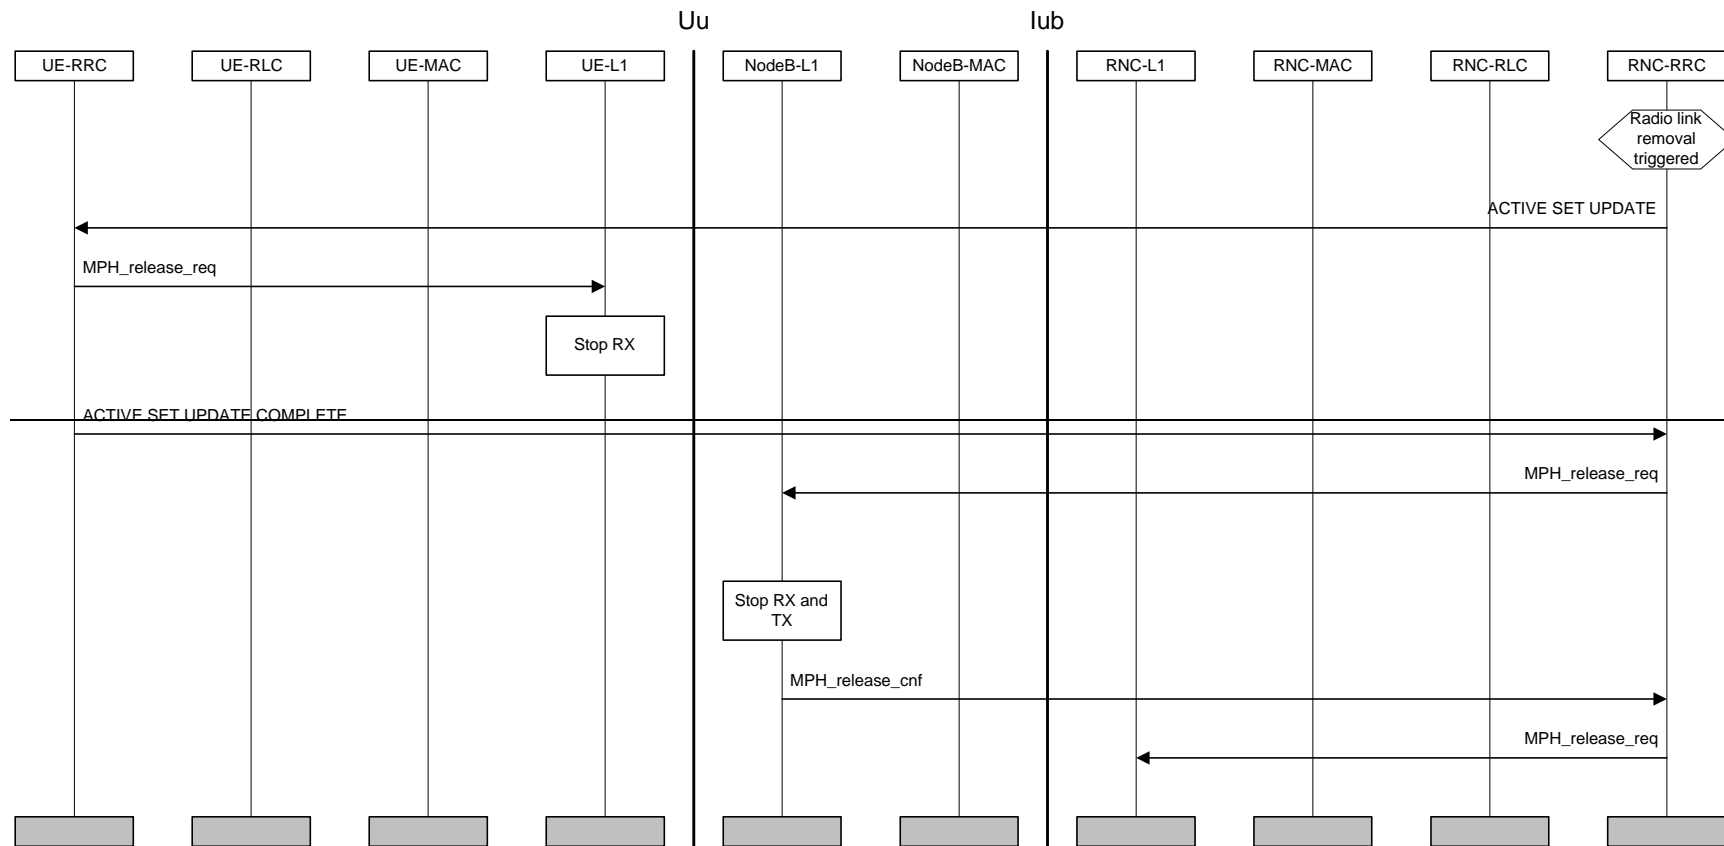 Uu
Iub
UE-RRC
UE-RLC
UE-MAC
UE-L1
NodeB-L1
NodeB-MAC
RNC-L1
RNC-MAC
RNC-RLC
RNC-RRC
Radio link
removal
triggered
ACTIVE SET UPDATE
MPH_release_req
Stop RX
ACTIVE SET UPDATE COMPLETE
MPH_release_req
Stop RX and
TX
MPH_release_cnf
MPH_release_req